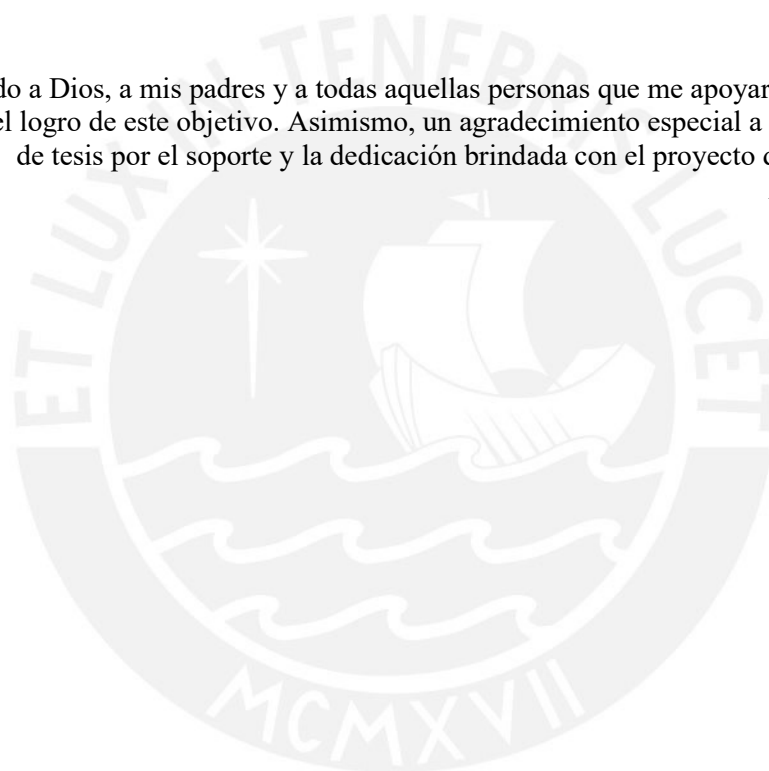 do a Dios, a mis padres y a todas aquellas personas que me apoyar
el logro de este objetivo. Asimismo, un agradecimiento especial a
de tesis por el soporte y la dedicación brindada con el proyecto
ET LUX IN TENEBRIS LUCET
MCMXVII